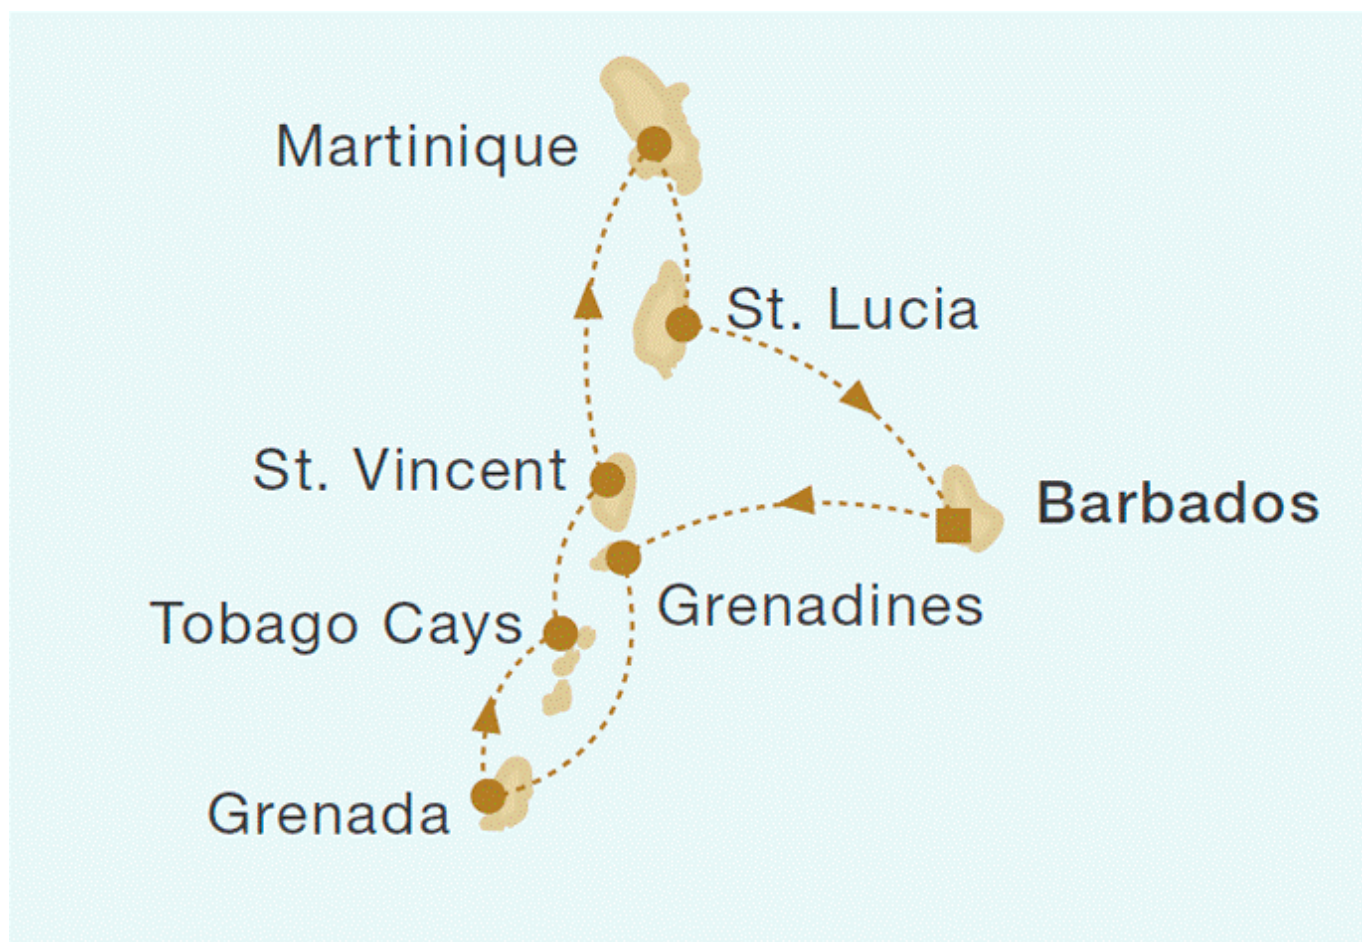 Martinique
St. Lucia
St. Vincent
Barbados
Grenadines
Tobago Cays
Grenada